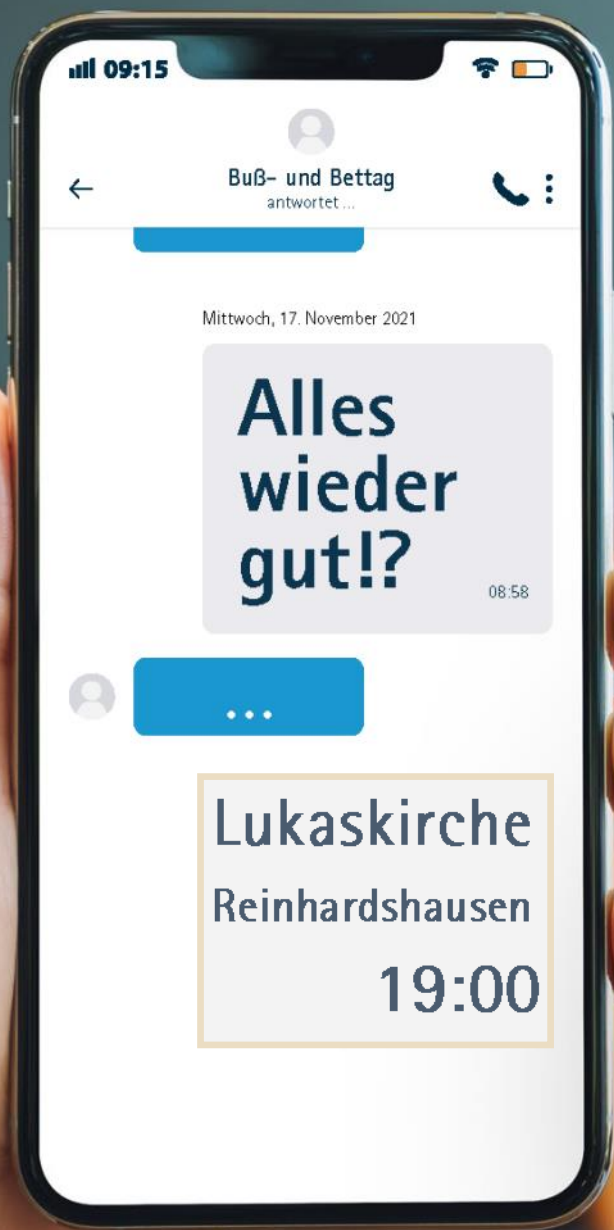 09:15
Buß- und Bettag
antwortet ...
Mittwoch, 17. November 2021
Alles
wieder
gut!?
08:58
...
Lukaskirche
Reinhardshausen
19:00